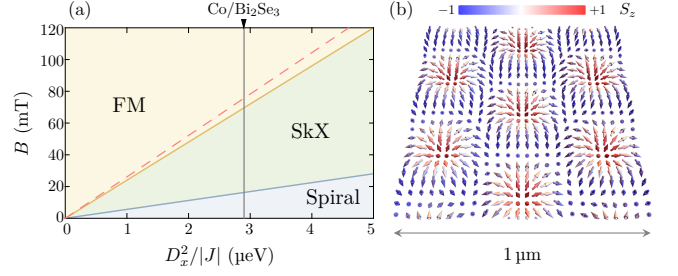 (a)
Co/Bi₂Se₃
120
100
80
60
40
20
0
B (mT)
FM
SkX
Spiral
0 1 2 3 4 5
D²ₓ/|J| (µeV)
(b)
−1 +1 S_z
1 µm